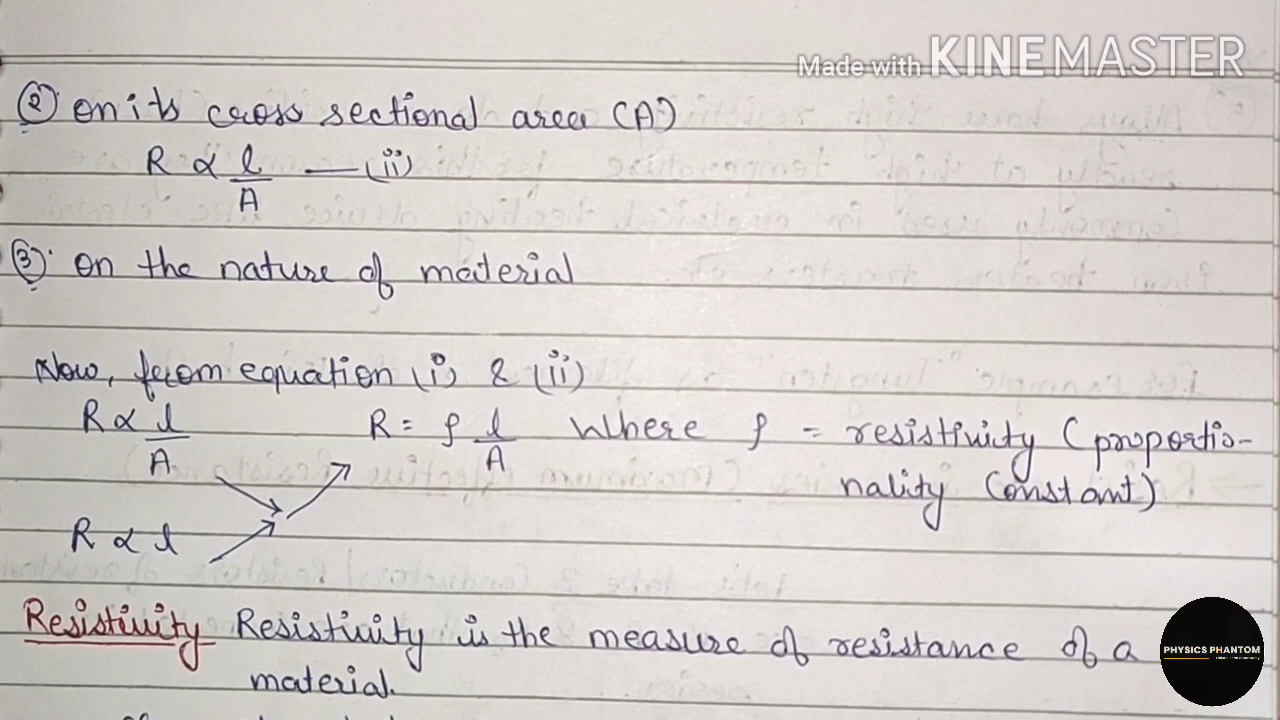 Made with KINEMASTER
② on its cross sectional area (A)
R ∝ l/A — (ii)
③ on the nature of material
Now, from equation (i) & (ii)
R ∝ l/A R = ρ l/A Where ρ = resistivity (proportio-
nality Constant)
R ∝ l
Resistivity Resistivity is the measure of resistance of a
material.
PHYSICS PHANTOM